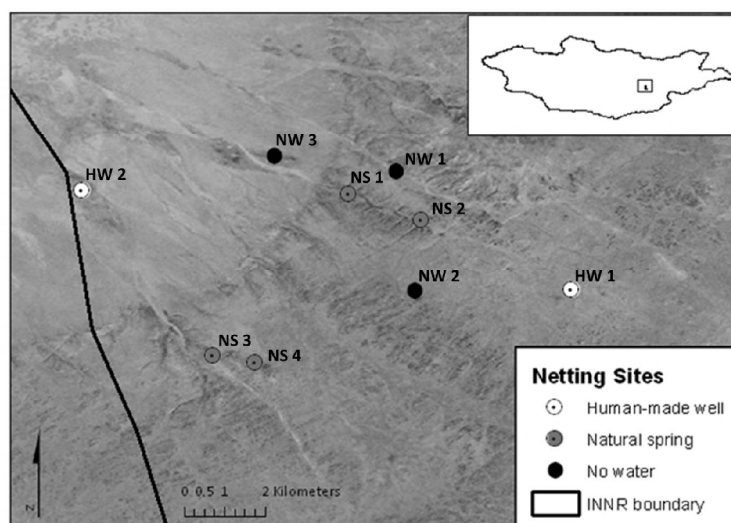 NW 3
NW 1
HW 2
NS 1
NS 2
NW 2
HW 1
NS 3
NS 4
Netting Sites
Human-made well
Natural spring
No water
INNR boundary
N
0 0.5 1 2 Kilometers